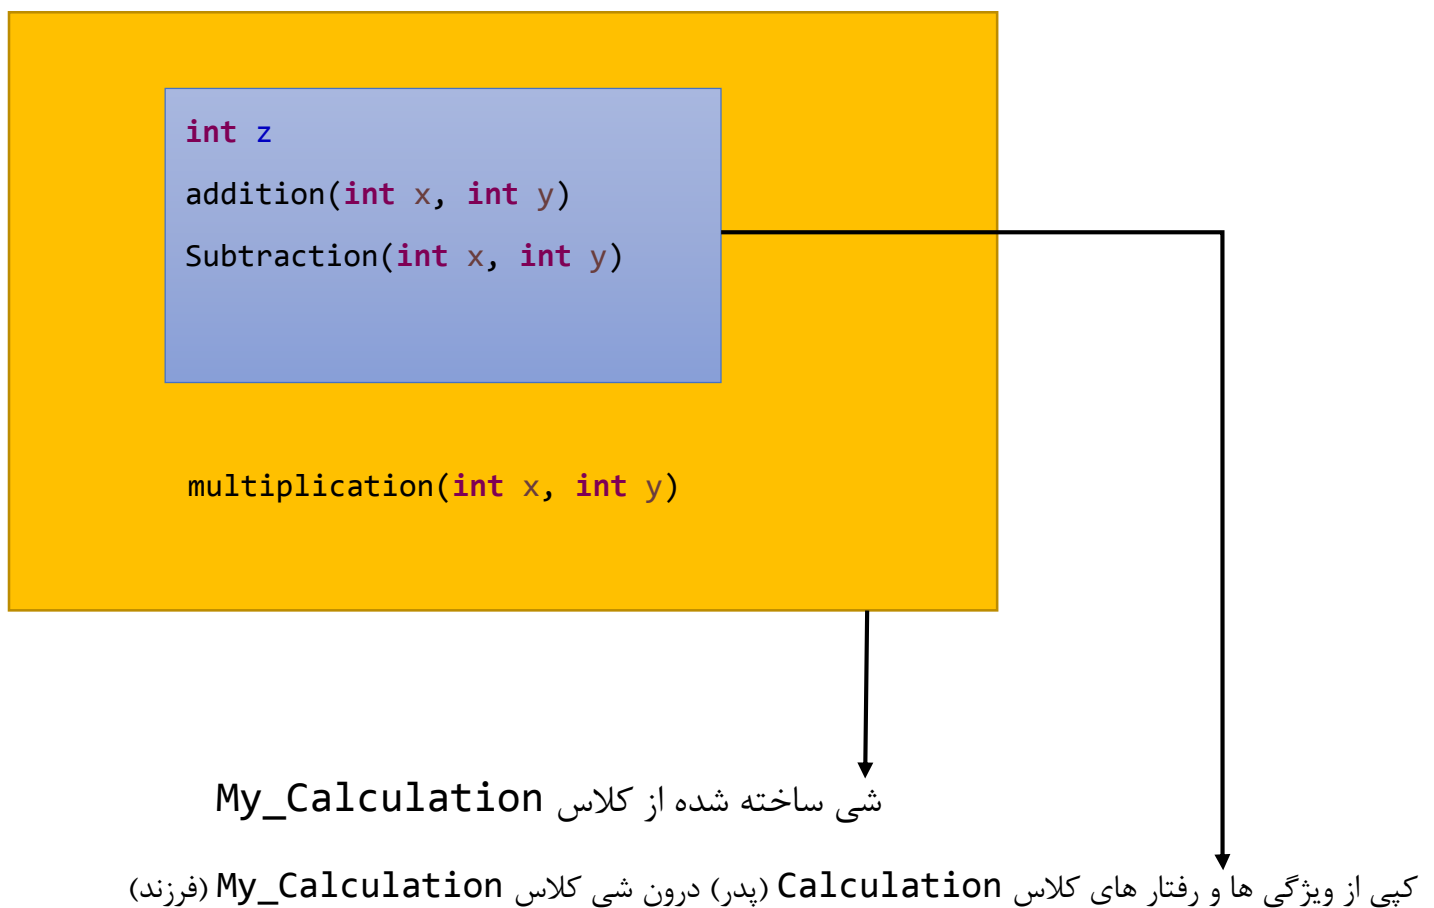 int z
addition(int x, int y)
Subtraction(int x, int y)
multiplication(int x, int y)
شی ساخته شده از کلاس My_Calculation
کپی از ویژگی ها و رفتار های کلاس Calculation (پدر) درون شی کلاس My_Calculation (فرزند)